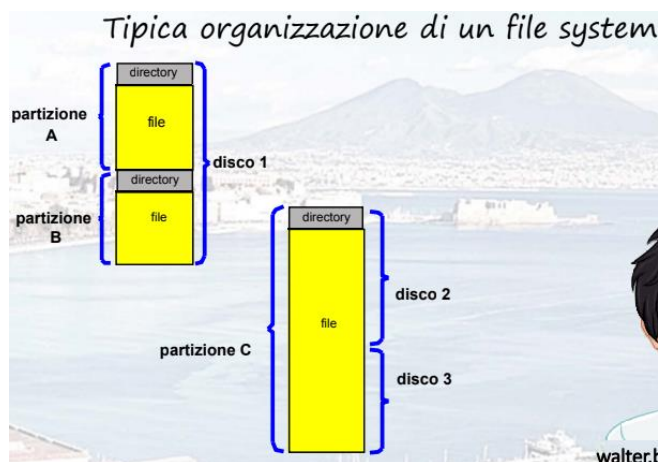 Tipica organizzazione di un file system
directory
partizione
A
file
disco 1
directory
partizione
B
file
directory
disco 2
file
partizione C
disco 3
walter.b